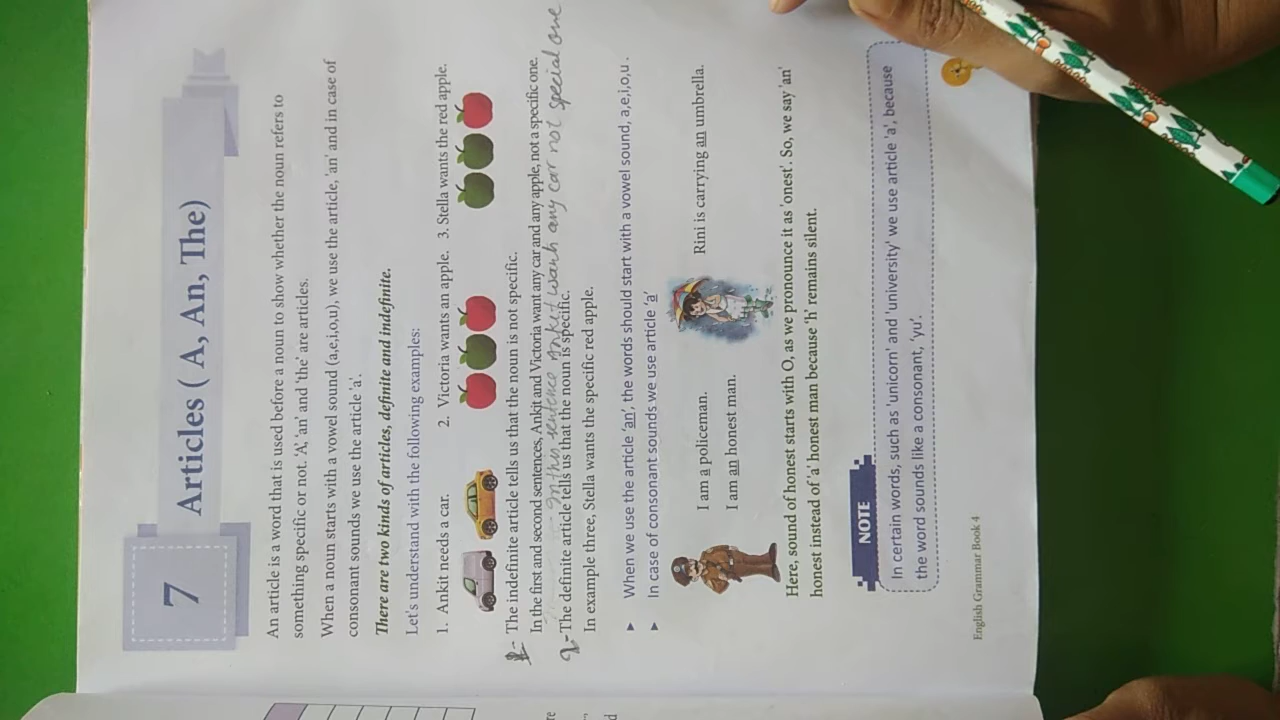 7
Articles ( A, An, The)
An article is a word that is used before a noun to show whether the noun refers to
something specific or not. 'A', 'an' and 'the' are articles.
When a noun starts with a vowel sound (a,e,i,o,u), we use the article, 'an' and in case of
consonant sounds we use the article 'a'.
There are two kinds of articles, definite and indefinite.
Let's understand with the following examples:
1. Ankit needs a car. 2. Victoria wants an apple. 3. Stella wants the red apple.
1- The indefinite article tells us that the noun is not specific.
In the first and second sentences, Ankit and Victoria want any car and any apple, not a specific one.
In this sentence Ankit want any car not special one
2- The definite article tells us that the noun is specific.
In example three, Stella wants the specific red apple.
▶ When we use the article 'an', the words should start with a vowel sound, a,e,i,o,u.
▶ In case of consonant sounds we use article 'a'
I am a policeman. Rini is carrying an umbrella.
I am an honest man.
Here, sound of honest starts with O, as we pronounce it as 'onest'. So, we say 'an'
honest instead of 'a' honest man because 'h' remains silent.
NOTE
In certain words, such as 'unicorn' and 'university' we use article 'a', because
the word sounds like a consonant, 'yu'.
English Grammar Book 4
re
d